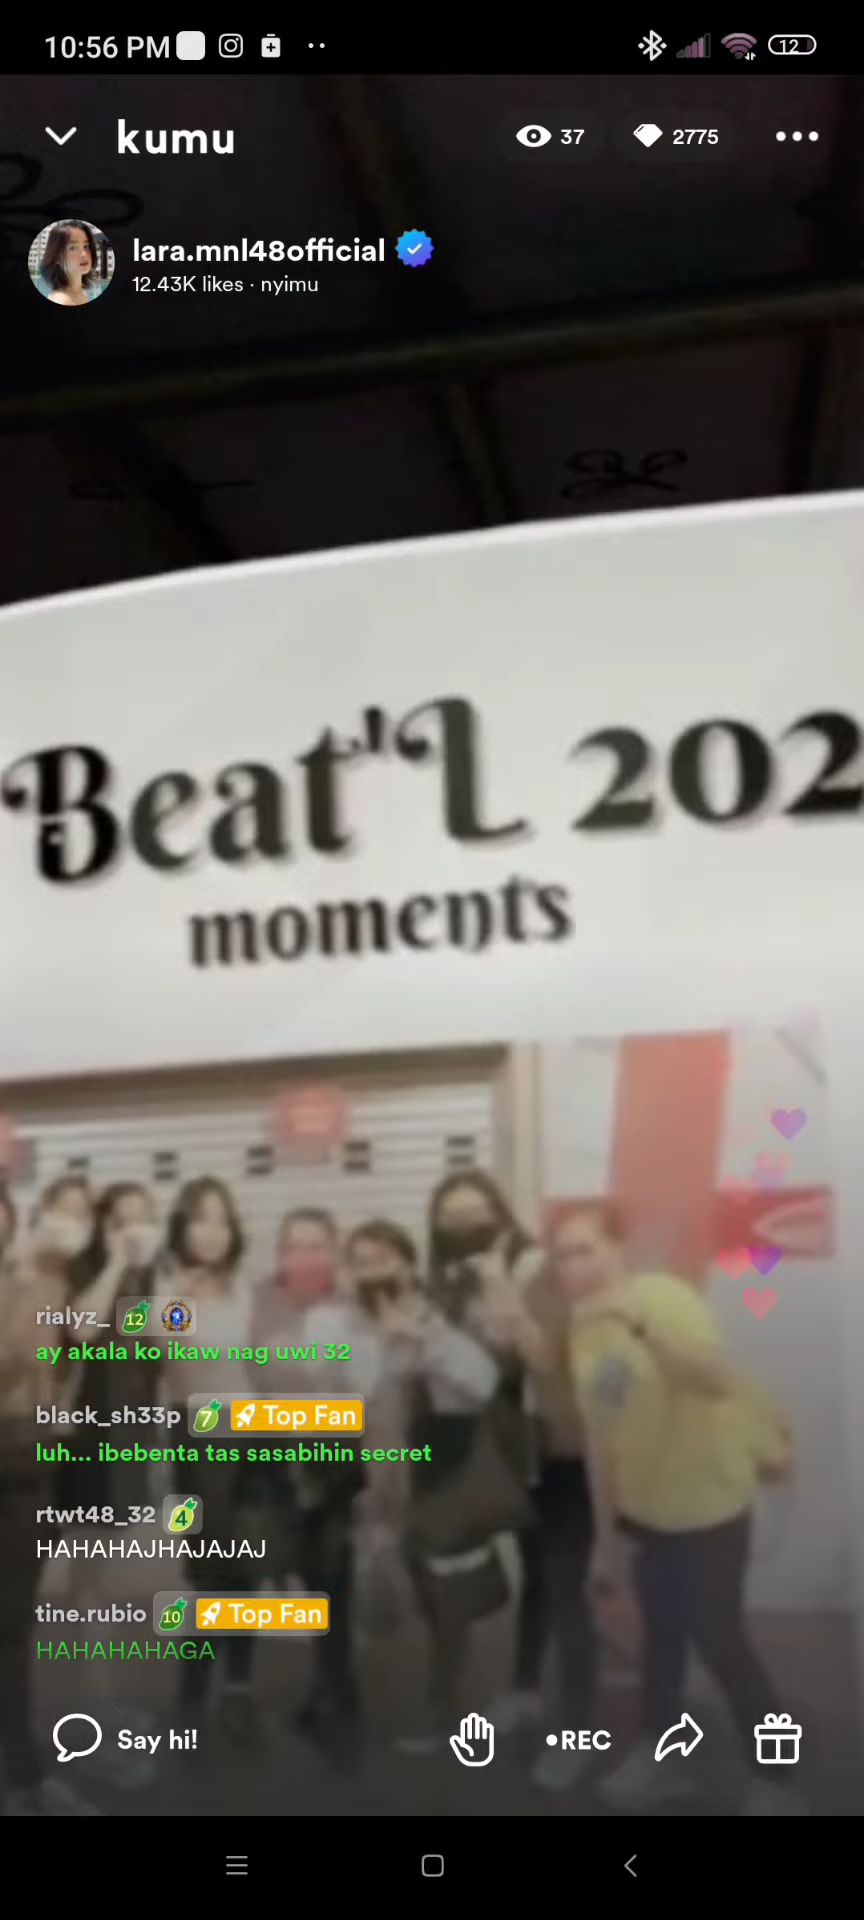 10:56 PM
12
kumu
37
2775
lara.mnl48official
12.43K likes · nyimu
Beat'L 202
moments
rialyz_ 12
ay akala ko ikaw nag uwi 32
black_sh33p 7 Top Fan
luh... ibebenta tas sasabihin secret
rtwt48_32 4
HAHAHAJHAJAJAJ
tine.rubio 10 Top Fan
HAHAHAHAGA
Say hi!
•REC